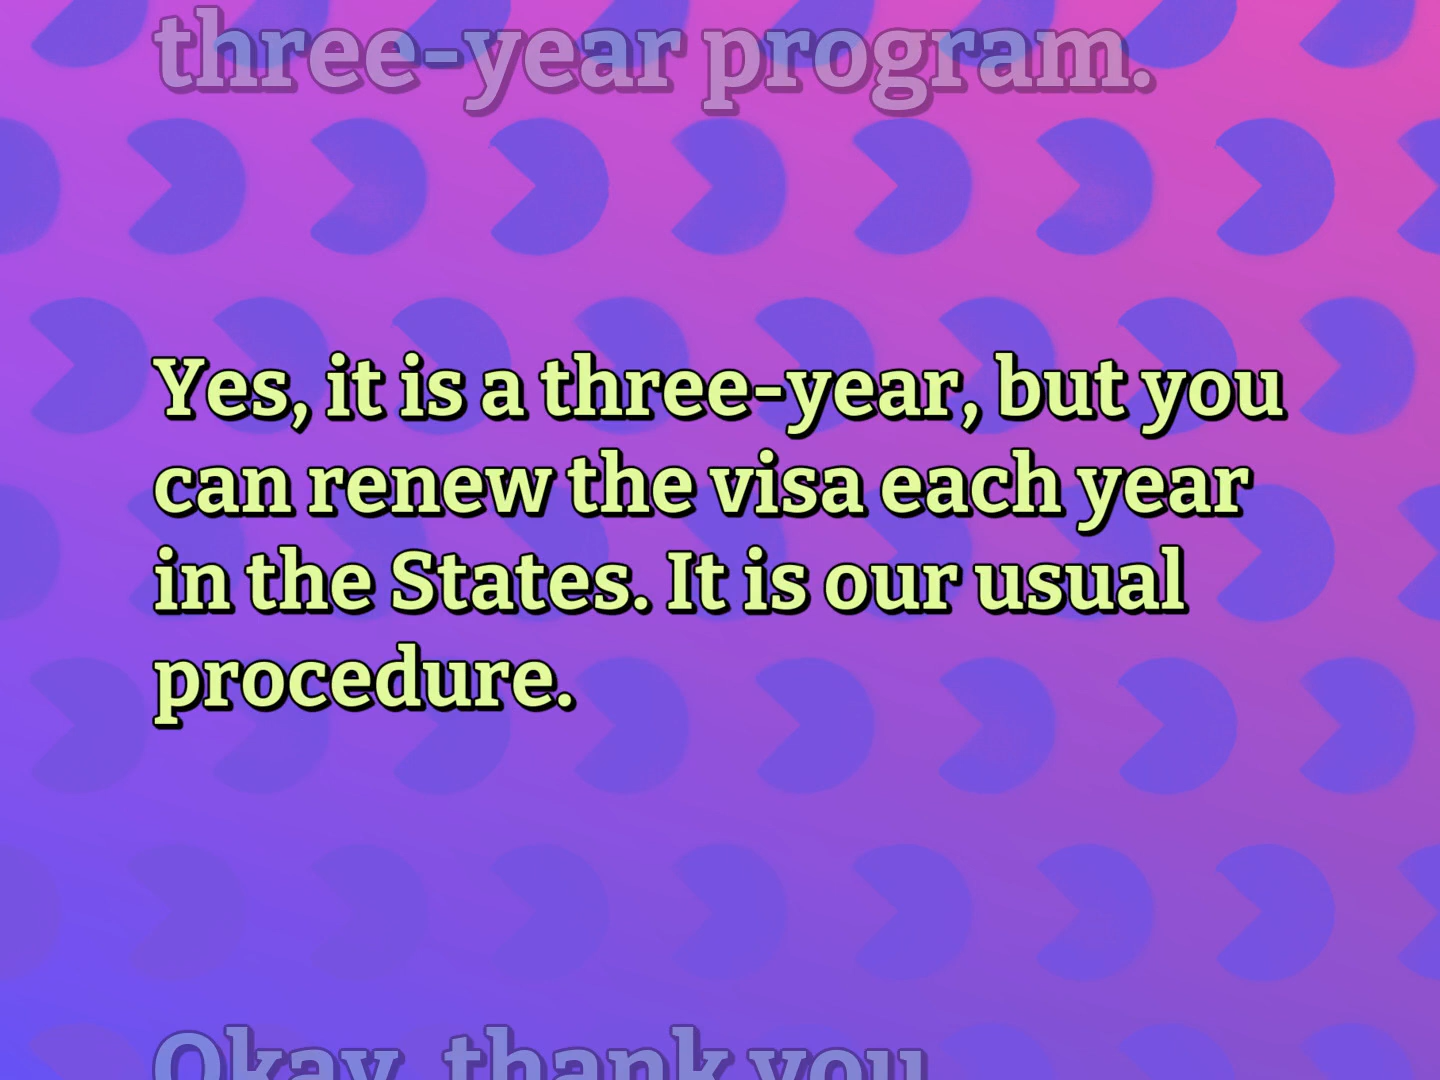 three-year program.
Yes, it is a three-year, but you
can renew the visa each year
in the States. It is our usual
procedure.
Okay, thank you